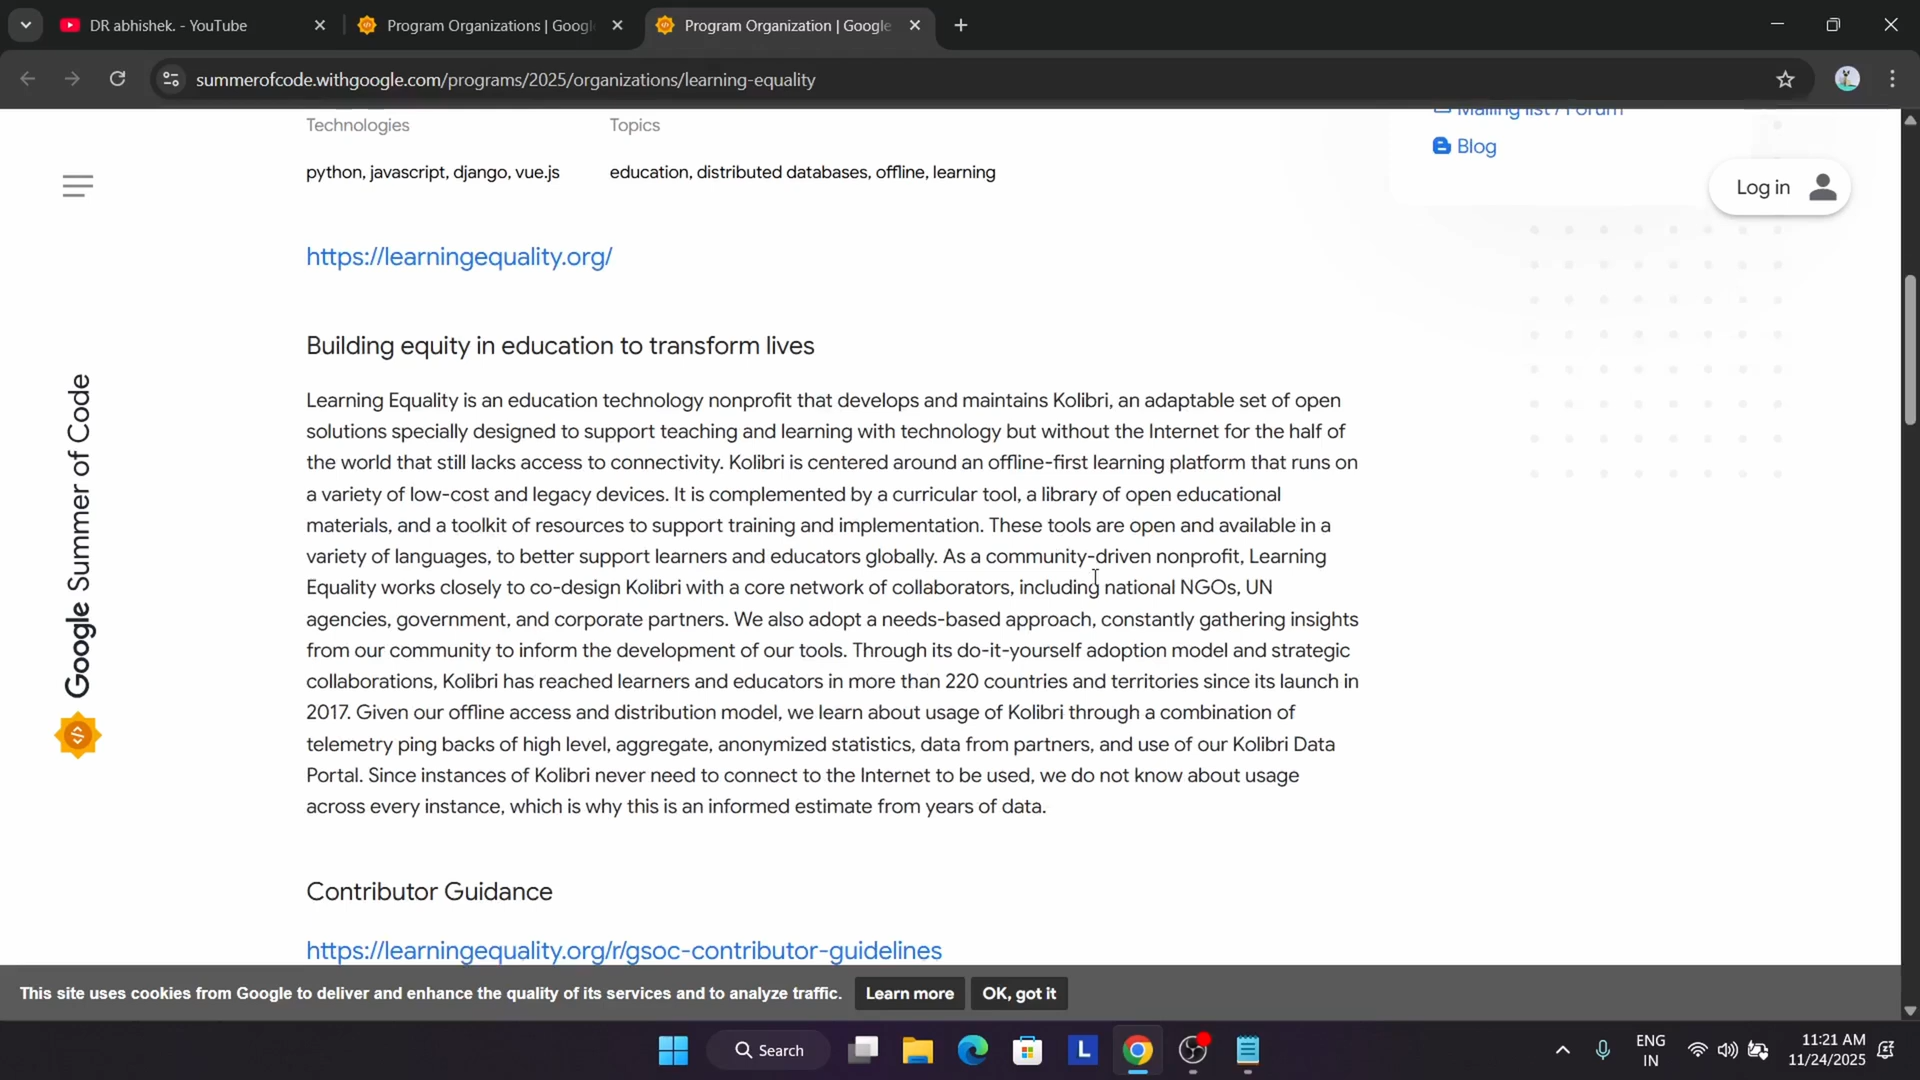 DR abhishek. - YouTube
Program Organizations | Googl
Program Organization | Google
summerofcode.withgoogle.com/programs/2025/organizations/learning-equality
Mailing list / Forum
Blog
Log in
Technologies
Topics
python, javascript, django, vue.js
education, distributed databases, offline, learning
https://learningequality.org/
Building equity in education to transform lives
Learning Equality is an education technology nonprofit that develops and maintains Kolibri, an adaptable set of open
solutions specially designed to support teaching and learning with technology but without the Internet for the half of
the world that still lacks access to connectivity. Kolibri is centered around an offline-first learning platform that runs on
a variety of low-cost and legacy devices. It is complemented by a curricular tool, a library of open educational
materials, and a toolkit of resources to support training and implementation. These tools are open and available in a
variety of languages, to better support learners and educators globally. As a community-driven nonprofit, Learning
Equality works closely to co-design Kolibri with a core network of collaborators, including national NGOs, UN
agencies, government, and corporate partners. We also adopt a needs-based approach, constantly gathering insights
from our community to inform the development of our tools. Through its do-it-yourself adoption model and strategic
collaborations, Kolibri has reached learners and educators in more than 220 countries and territories since its launch in
2017. Given our offline access and distribution model, we learn about usage of Kolibri through a combination of
telemetry ping backs of high level, aggregate, anonymized statistics, data from partners, and use of our Kolibri Data
Portal. Since instances of Kolibri never need to connect to the Internet to be used, we do not know about usage
across every instance, which is why this is an informed estimate from years of data.
Contributor Guidance
https://learningequality.org/r/gsoc-contributor-guidelines
Google Summer of Code
This site uses cookies from Google to deliver and enhance the quality of its services and to analyze traffic.
Learn more
OK, got it
Search
L
ENG
IN
11:21 AM
11/24/2025